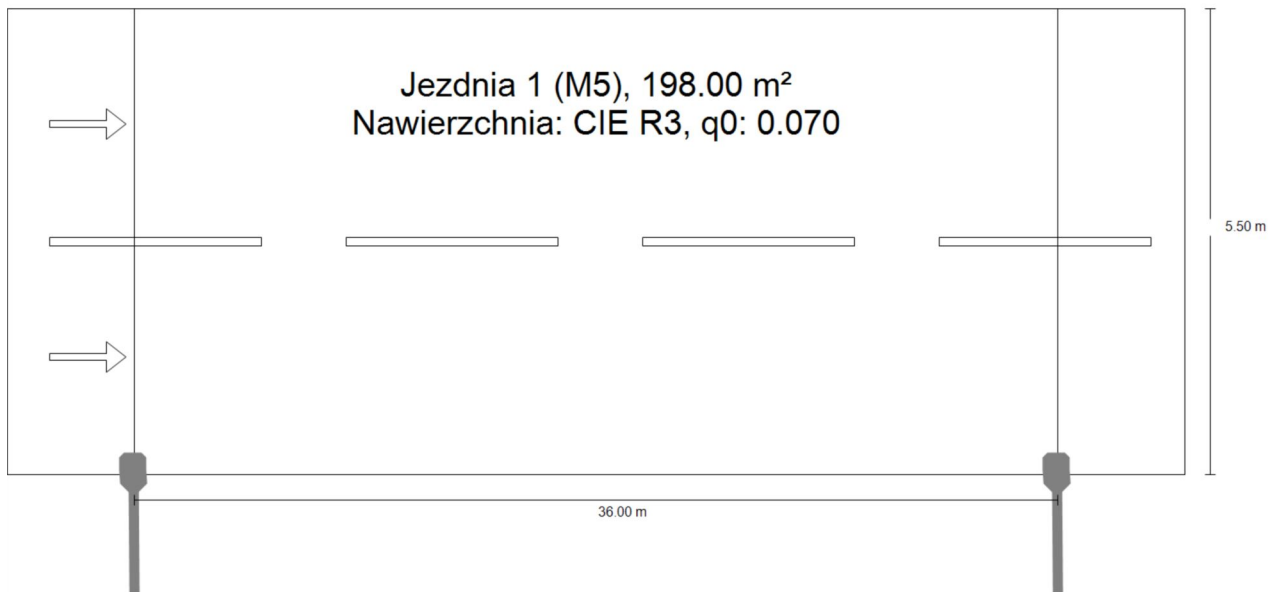 Jezdnia 1 (M5), 198.00 m²
Nawierzchnia: CIE R3, q0: 0.070
5.50 m
36.00 m